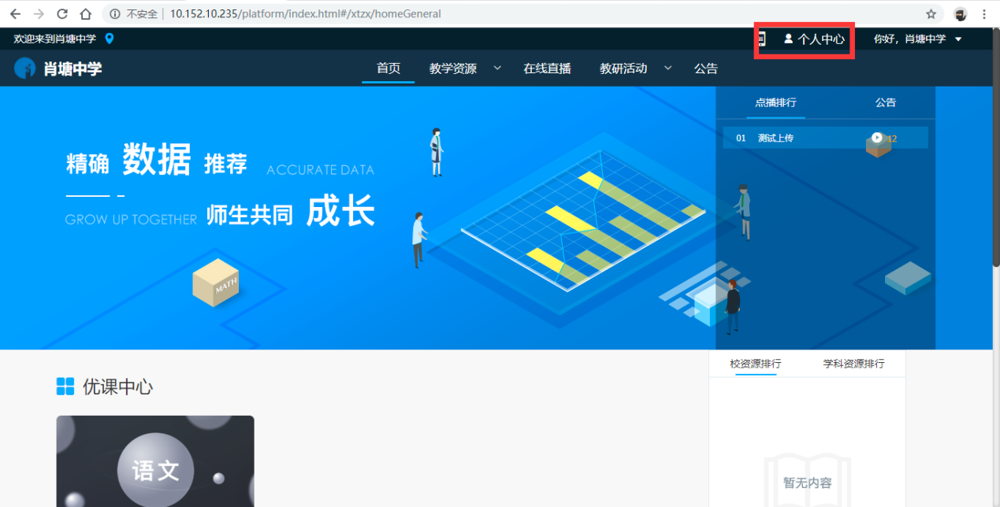 不安全 10.152.10.235/platform/index.html#/xtzx/homeGeneral
欢迎来到肖塘中学 个人中心 你好，肖塘中学
肖塘中学 首页 教学资源 在线直播 教研活动 公告
点播排行 公告
01 测试上传 12
精确 数据 推荐 ACCURATE DATA
GROW UP TOGETHER 师生共同 成长
MATH
校资源排行 学科资源排行
优课中心
语文
暂无内容